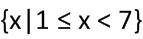 {x|1 ≤ x < 7}